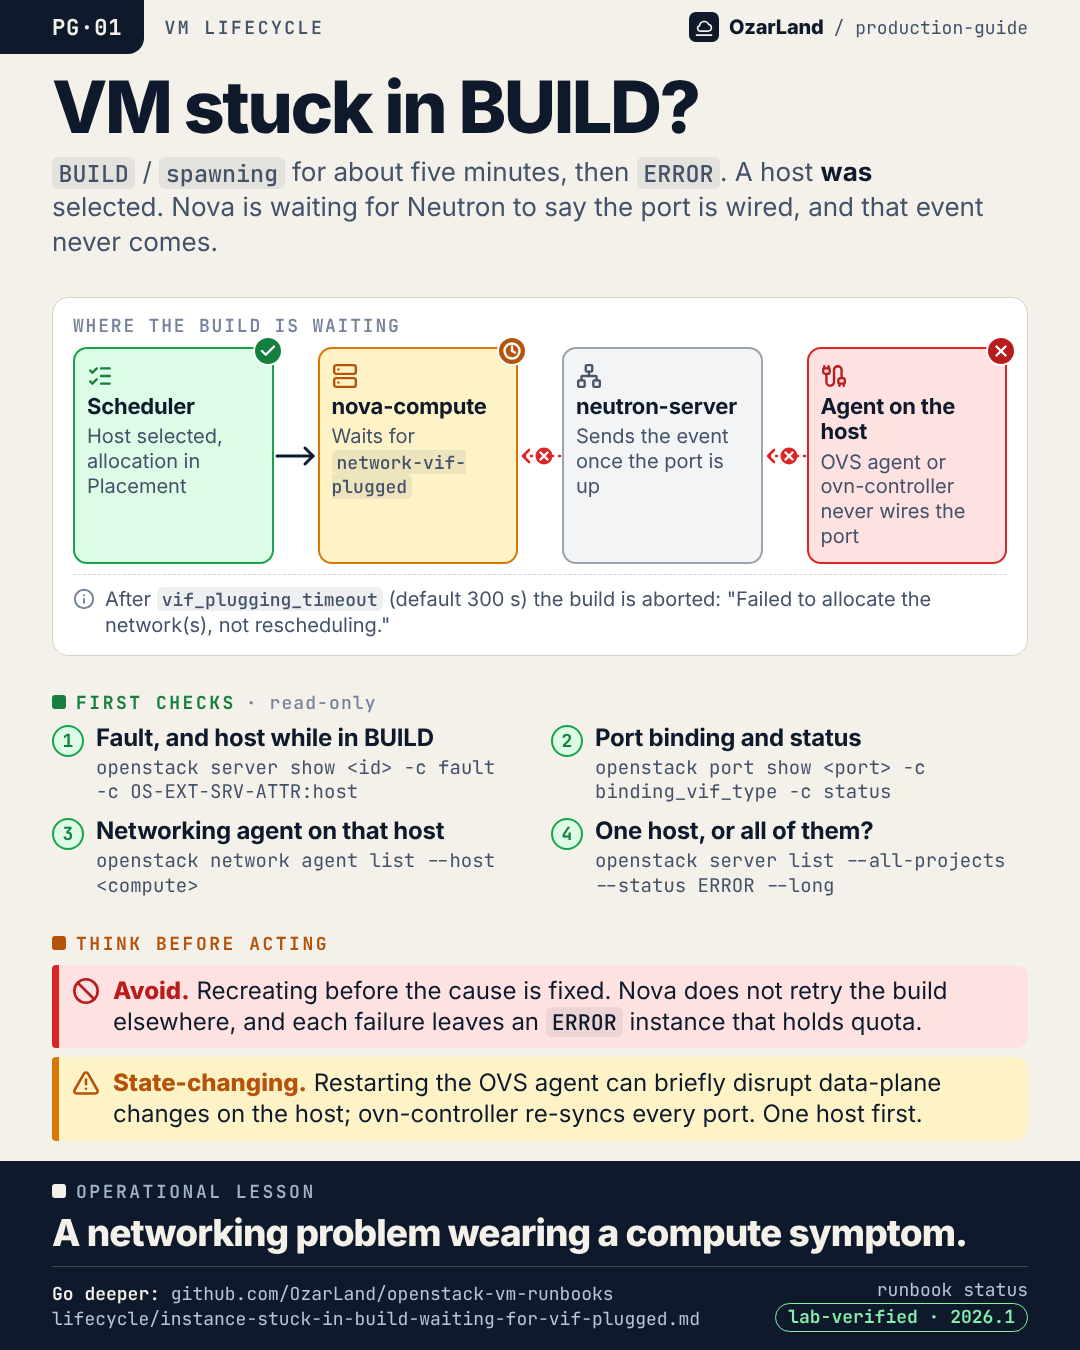 PG·01
VM LIFECYCLE
OzarLand / production-guide
VM stuck in BUILD?
BUILD / spawning for about five minutes, then ERROR. A host was
selected. Nova is waiting for Neutron to say the port is wired, and that event
never comes.
WHERE THE BUILD IS WAITING
Scheduler
Host selected,
allocation in
Placement
nova-compute
Waits for
network-vif-
plugged
neutron-server
Sends the event
once the port is
up
Agent on the
host
OVS agent or
ovn-controller
never wires the
port
After vif_plugging_timeout (default 300 s) the build is aborted: "Failed to allocate the
network(s), not rescheduling."
FIRST CHECKS · read-only
1 Fault, and host while in BUILD
openstack server show <id> -c fault
-c OS-EXT-SRV-ATTR:host
2 Port binding and status
openstack port show <port> -c
binding_vif_type -c status
3 Networking agent on that host
openstack network agent list --host
<compute>
4 One host, or all of them?
openstack server list --all-projects
--status ERROR --long
THINK BEFORE ACTING
Avoid. Recreating before the cause is fixed. Nova does not retry the build
elsewhere, and each failure leaves an ERROR instance that holds quota.
State-changing. Restarting the OVS agent can briefly disrupt data-plane
changes on the host; ovn-controller re-syncs every port. One host first.
OPERATIONAL LESSON
A networking problem wearing a compute symptom.
Go deeper: github.com/OzarLand/openstack-vm-runbooks
lifecycle/instance-stuck-in-build-waiting-for-vif-plugged.md
runbook status
lab-verified · 2026.1